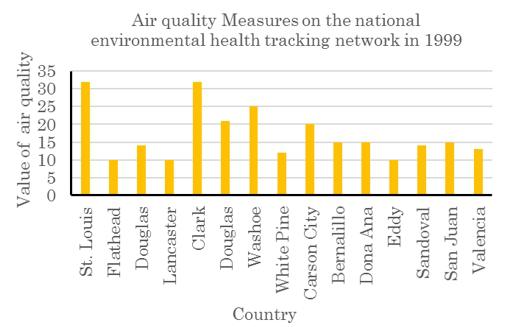 Air quality Measures on the national
environmental health tracking network in 1999
Value of air quality
35
30
25
20
15
10
5
0
St. Louis
Flathead
Douglas
Lancaster
Clark
Douglas
Washoe
White Pine
Carson City
Bernalillo
Dona Ana
Eddy
Sandoval
San Juan
Valencia
Country